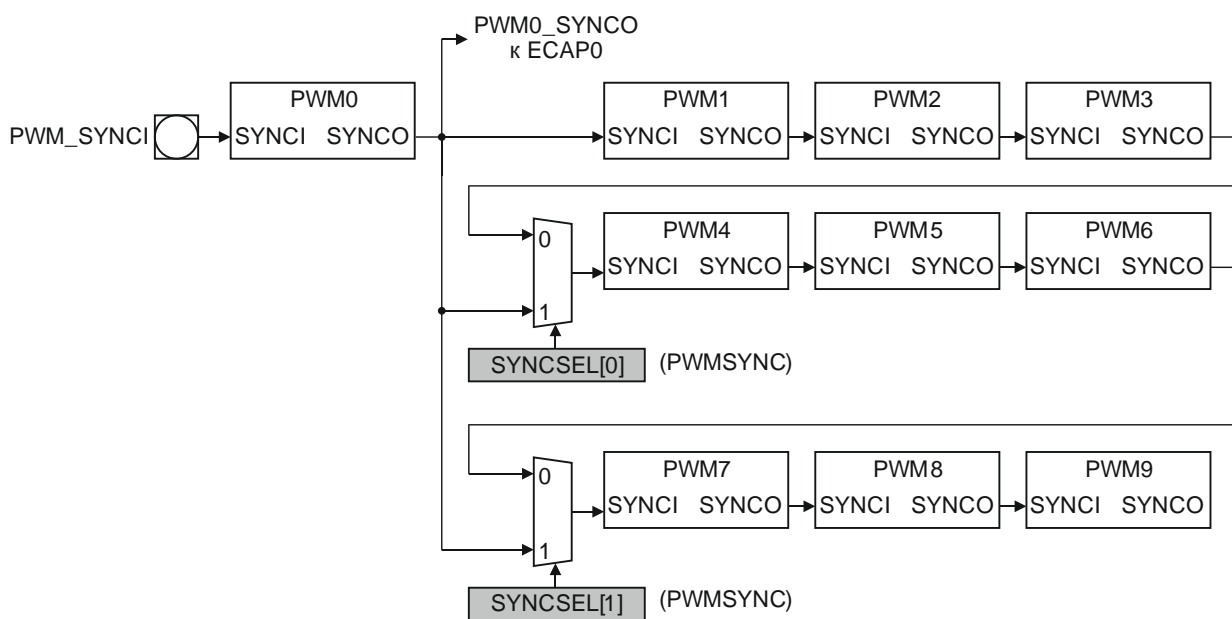 PWM0_SYNCO
к ECAP0
PWM0
PWM1
PWM2
PWM3
PWM_SYNCI
SYNCI SYNCO
SYNCI SYNCO
SYNCI SYNCO
SYNCI SYNCO
0
PWM4
PWM5
PWM6
SYNCI SYNCO
SYNCI SYNCO
SYNCI SYNCO
1
SYNCSEL[0]
(PWMSYNC)
0
PWM7
PWM8
PWM9
SYNCI SYNCO
SYNCI SYNCO
SYNCI SYNCO
1
SYNCSEL[1]
(PWMSYNC)